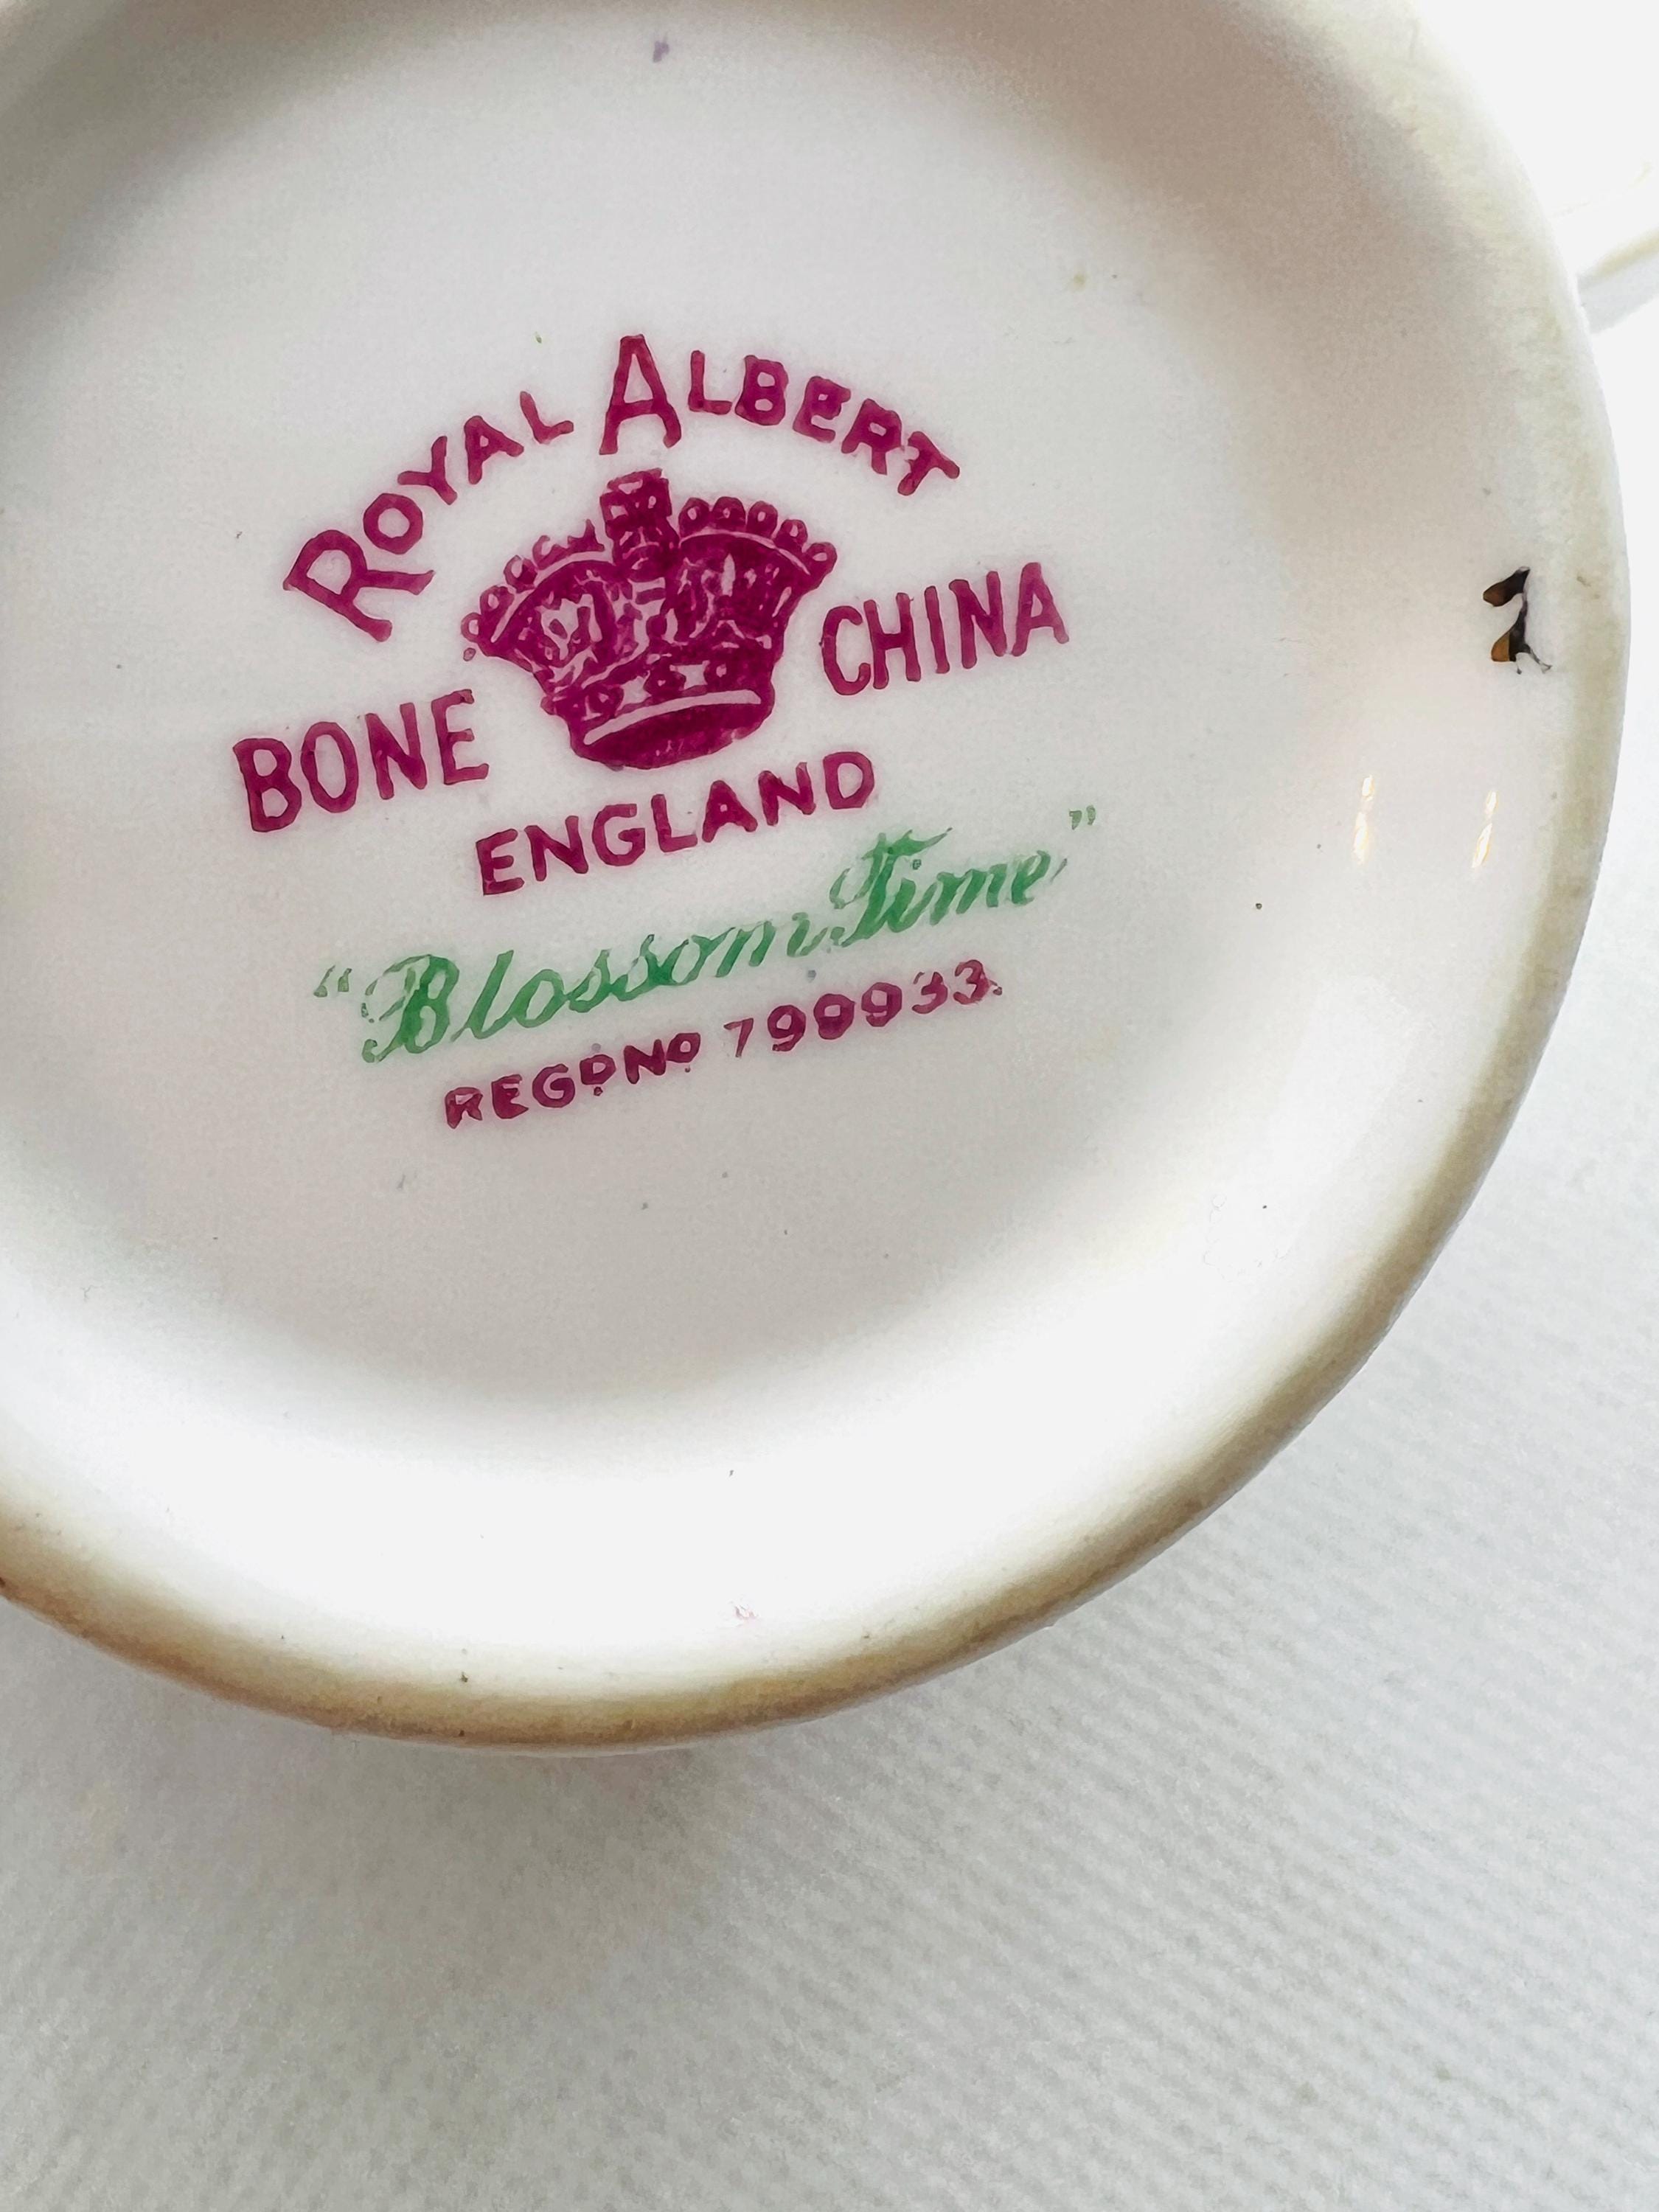 ROYAL ALBERT
BONE CHINA
ENGLAND
"Blossom Time"
REGD NO 799933.